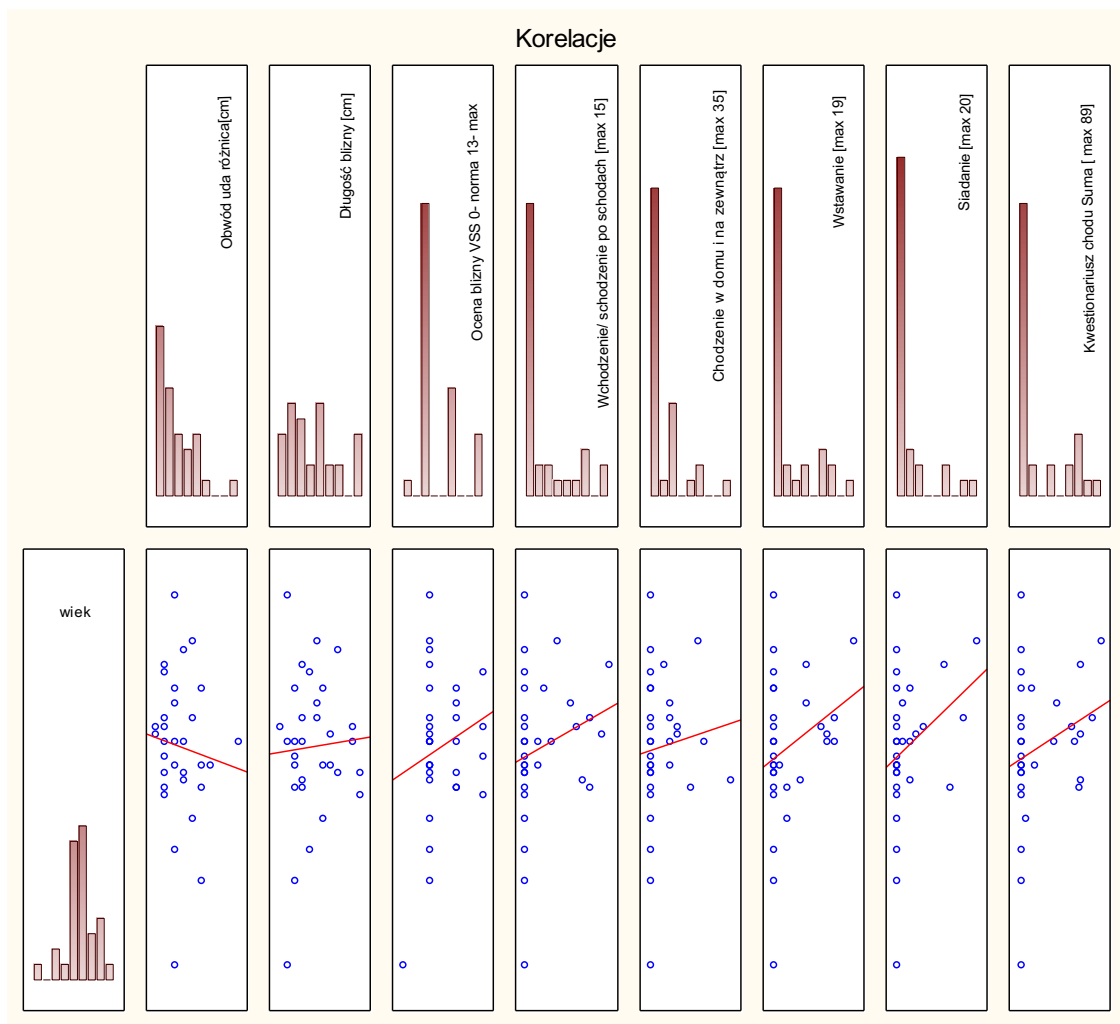 Korelacje
Obwód uda różnica[cm]
Długość blizny [cm]
Ocena blizny VSS 0- norma 13- max
Wchodzenie/ schodzenie po schodach [max 15]
Chodzenie w domu i na zewnątrz [max 35]
Wstawanie [max 19]
Siadanie [max 20]
Kwestionariusz chodu Suma [ max 89]
wiek